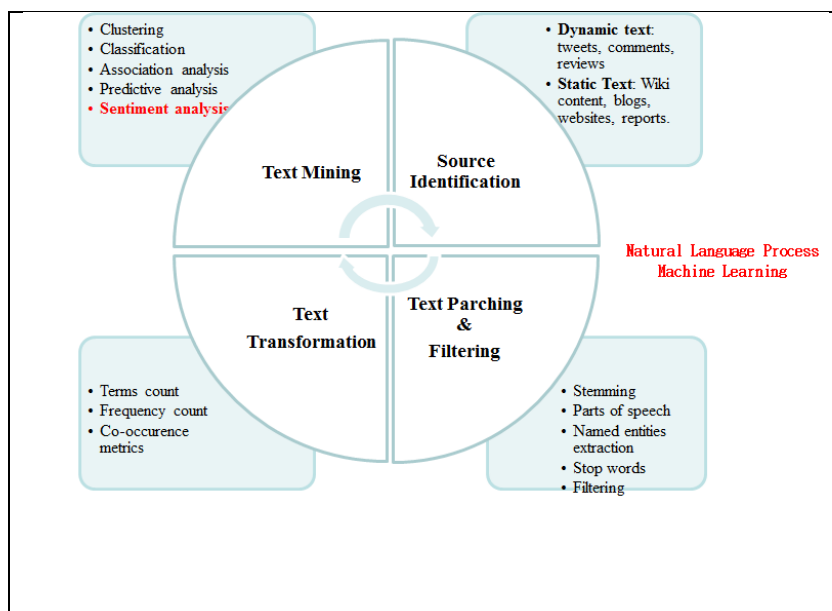 • Clustering
• Classification
• Association analysis
• Predictive analysis
• Sentiment analysis
• Dynamic text:
tweets, comments,
reviews
• Static Text: Wiki
content, blogs,
websites, reports.
Text Mining
Source
Identification
Natural Language Process
Machine Learning
Text
Transformation
Text Parching
&
Filtering
• Terms count
• Frequency count
• Co-occurence
metrics
• Stemming
• Parts of speech
• Named entities
extraction
• Stop words
• Filtering